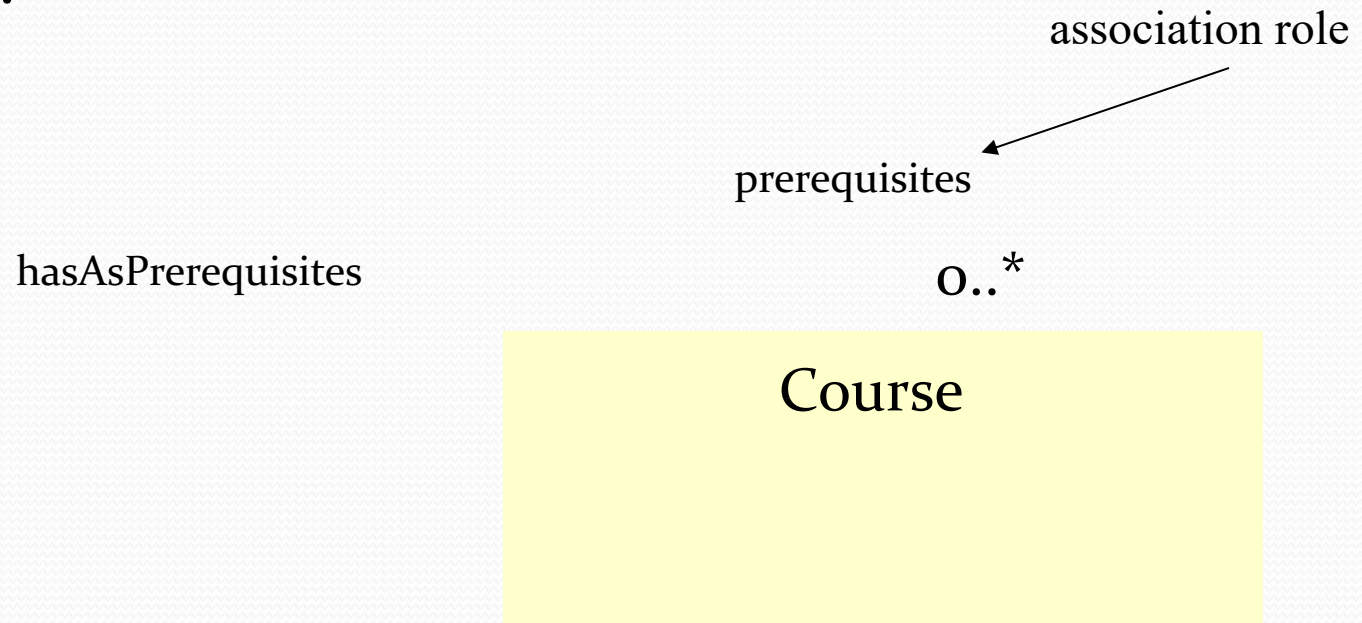 association role
prerequisites
hasAsPrerequisites
0..*
Course